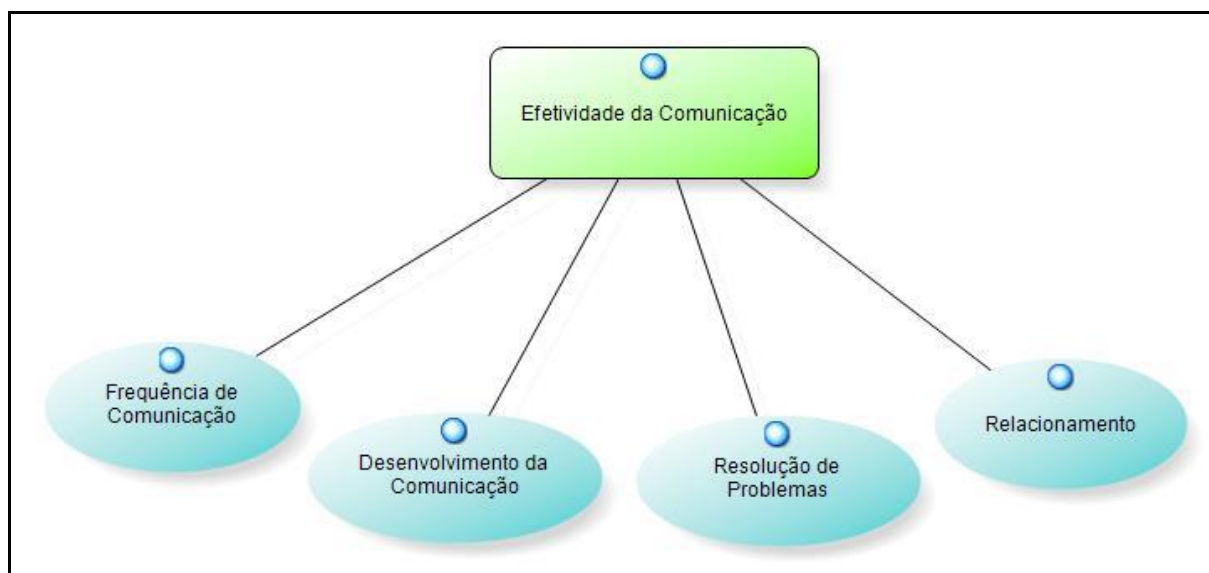 Efetividade da Comunicação
Frequência de
Comunicação
Desenvolvimento da
Comunicação
Resolução de
Problemas
Relacionamento